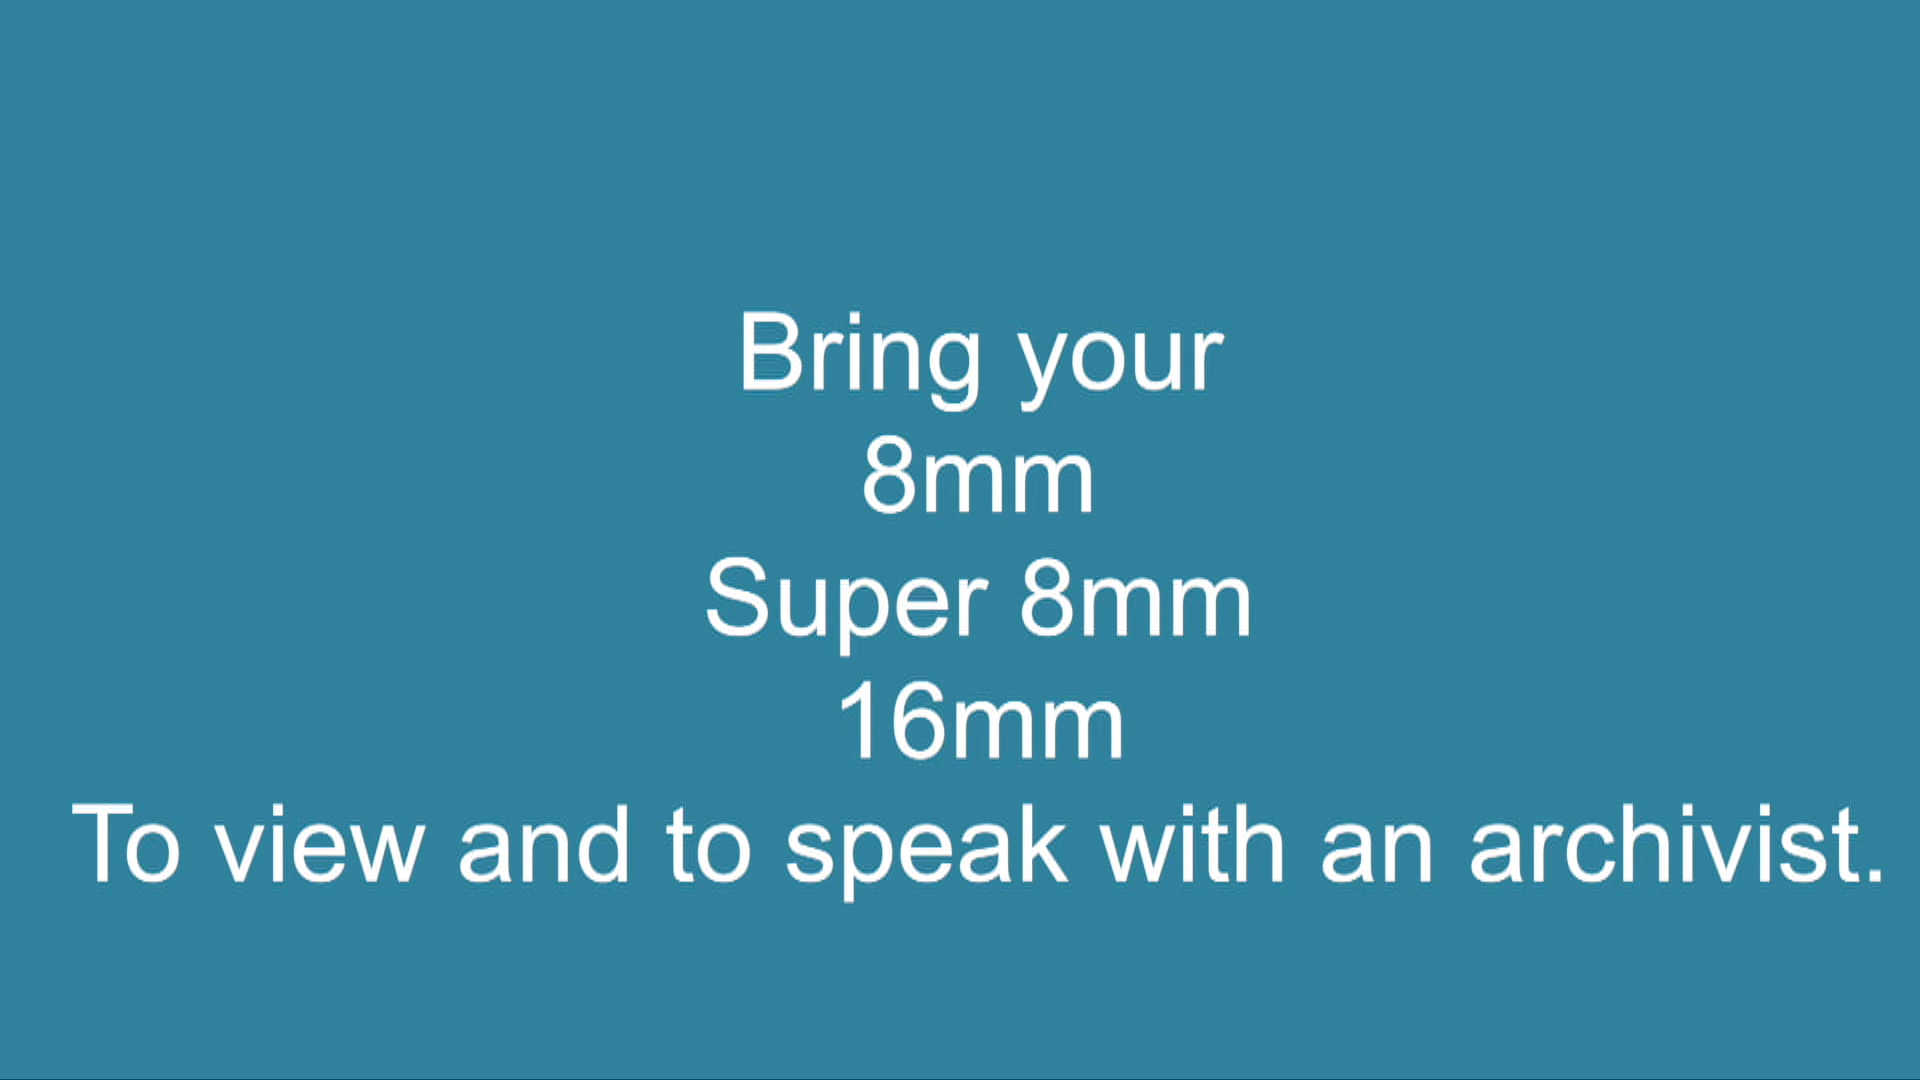 Bring your
8mm
Super 8mm
16mm
To view and to speak with an archivist.